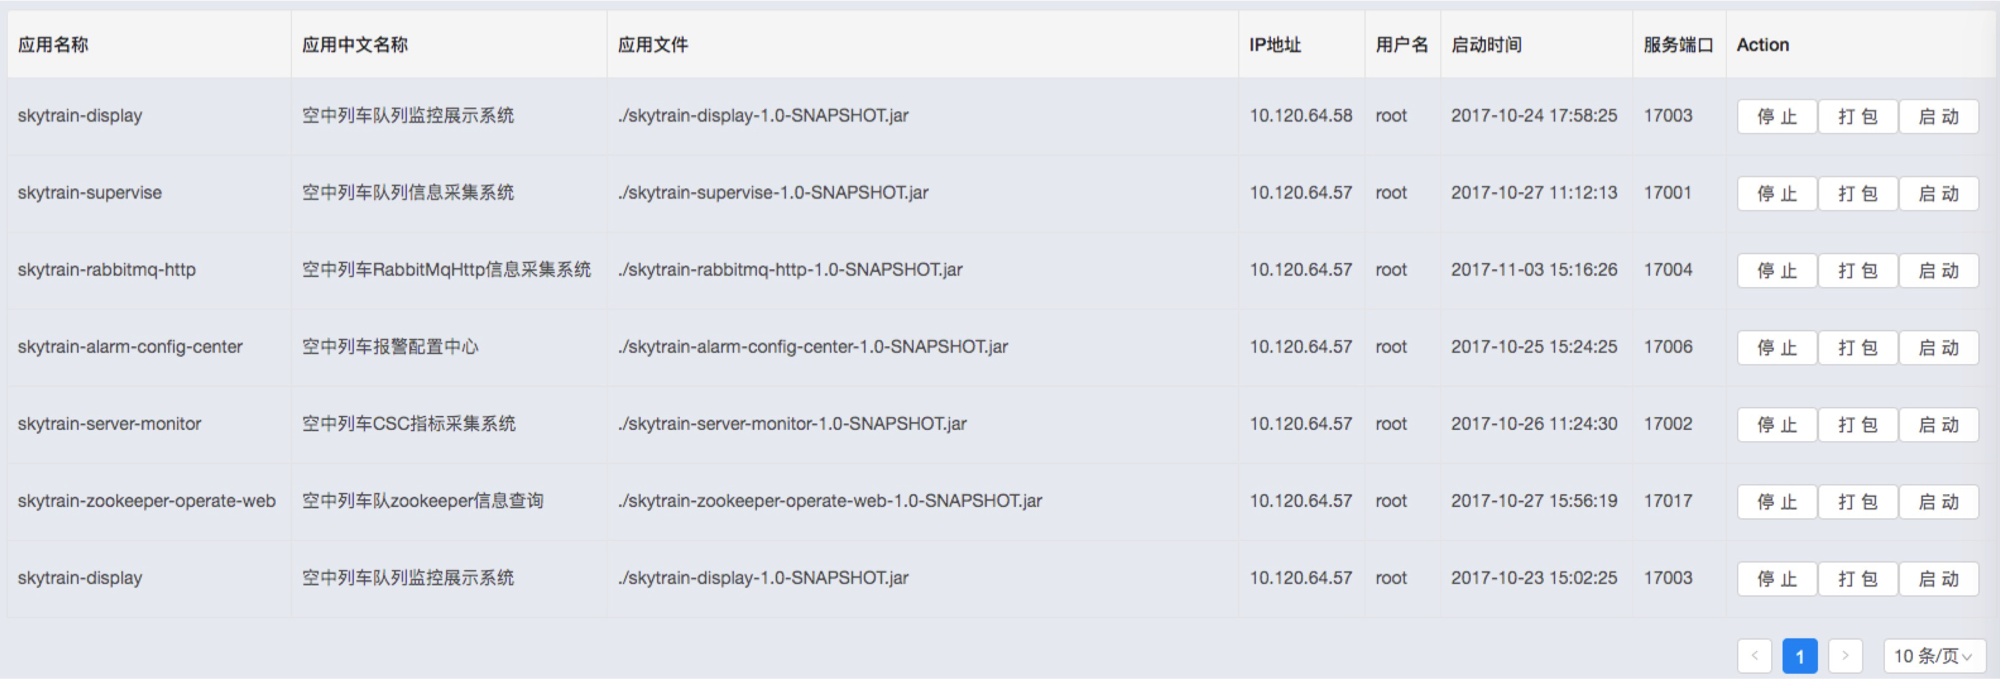 应用名称 应用中文名称 应用文件 IP地址 用户名 启动时间 服务端口 Action
skytrain-display 空中列车队列监控展示系统 ./skytrain-display-1.0-SNAPSHOT.jar 10.120.64.58 root 2017-10-24 17:58:25 17003 停 止 打 包 启 动
skytrain-supervise 空中列车队列信息采集系统 ./skytrain-supervise-1.0-SNAPSHOT.jar 10.120.64.57 root 2017-10-27 11:12:13 17001 停 止 打 包 启 动
skytrain-rabbitmq-http 空中列车RabbitMqHttp信息采集系统 ./skytrain-rabbitmq-http-1.0-SNAPSHOT.jar 10.120.64.57 root 2017-11-03 15:16:26 17004 停 止 打 包 启 动
skytrain-alarm-config-center 空中列车报警配置中心 ./skytrain-alarm-config-center-1.0-SNAPSHOT.jar 10.120.64.57 root 2017-10-25 15:24:25 17006 停 止 打 包 启 动
skytrain-server-monitor 空中列车CSC指标采集系统 ./skytrain-server-monitor-1.0-SNAPSHOT.jar 10.120.64.57 root 2017-10-26 11:24:30 17002 停 止 打 包 启 动
skytrain-zookeeper-operate-web 空中列车队zookeeper信息查询 ./skytrain-zookeeper-operate-web-1.0-SNAPSHOT.jar 10.120.64.57 root 2017-10-27 15:56:19 17017 停 止 打 包 启 动
skytrain-display 空中列车队列监控展示系统 ./skytrain-display-1.0-SNAPSHOT.jar 10.120.64.57 root 2017-10-23 15:02:25 17003 停 止 打 包 启 动
1 10 条/页